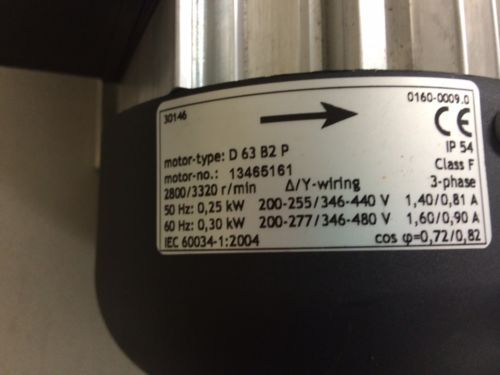 30146 0160-0009.0
CE
motor-type: D 63 B2 P IP 54
motor-no.: 13465161 Class F
2800/3320 r/min Δ/Y-wiring 3-phase
50 Hz: 0,25 kW 200-255/346-440 V 1,40/0,81 A
60 Hz: 0,30 kW 200-277/346-480 V 1,60/0,90 A
IEC 60034-1:2004 cos φ=0,72/0,82